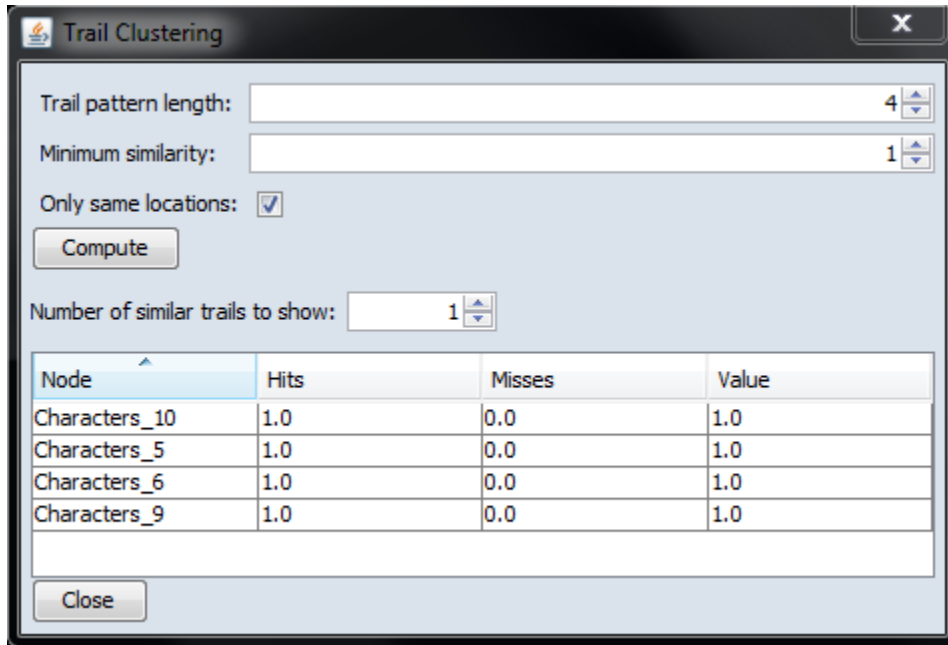 Trail Clustering
Trail pattern length: 4
Minimum similarity: 1
Only same locations:
Compute
Number of similar trails to show: 1
Node Hits Misses Value
Characters_10 1.0 0.0 1.0
Characters_5 1.0 0.0 1.0
Characters_6 1.0 0.0 1.0
Characters_9 1.0 0.0 1.0
Close